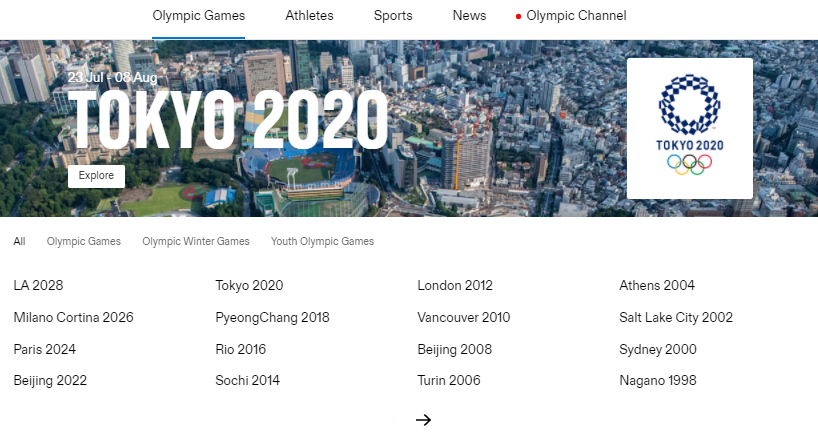 Olympic Games Athletes Sports News Olympic Channel
23 Jul - 08 Aug
TOKYO 2020
Explore
TOKYO 2020
All Olympic Games Olympic Winter Games Youth Olympic Games
LA 2028 Tokyo 2020 London 2012 Athens 2004
Milano Cortina 2026 PyeongChang 2018 Vancouver 2010 Salt Lake City 2002
Paris 2024 Rio 2016 Beijing 2008 Sydney 2000
Beijing 2022 Sochi 2014 Turin 2006 Nagano 1998